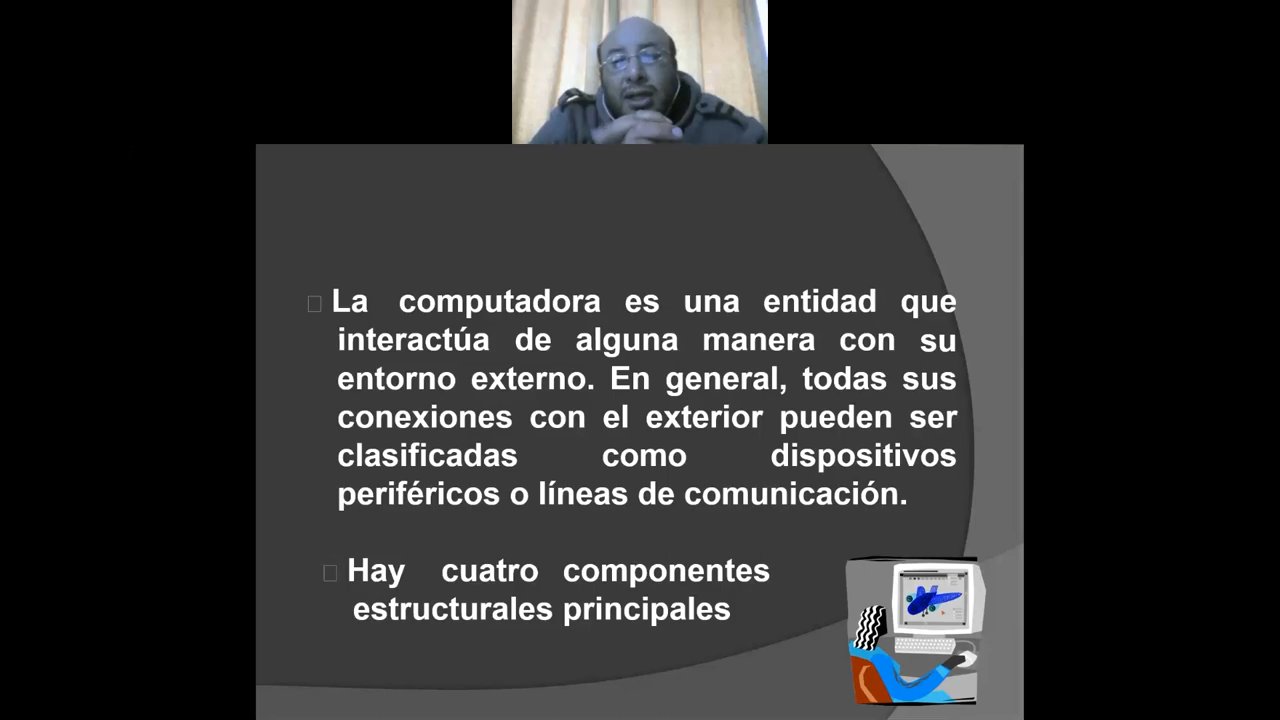 La computadora es una entidad que
interactúa de alguna manera con su
entorno externo. En general, todas sus
conexiones con el exterior pueden ser
clasificadas como dispositivos
periféricos o líneas de comunicación.
Hay cuatro componentes
estructurales principales